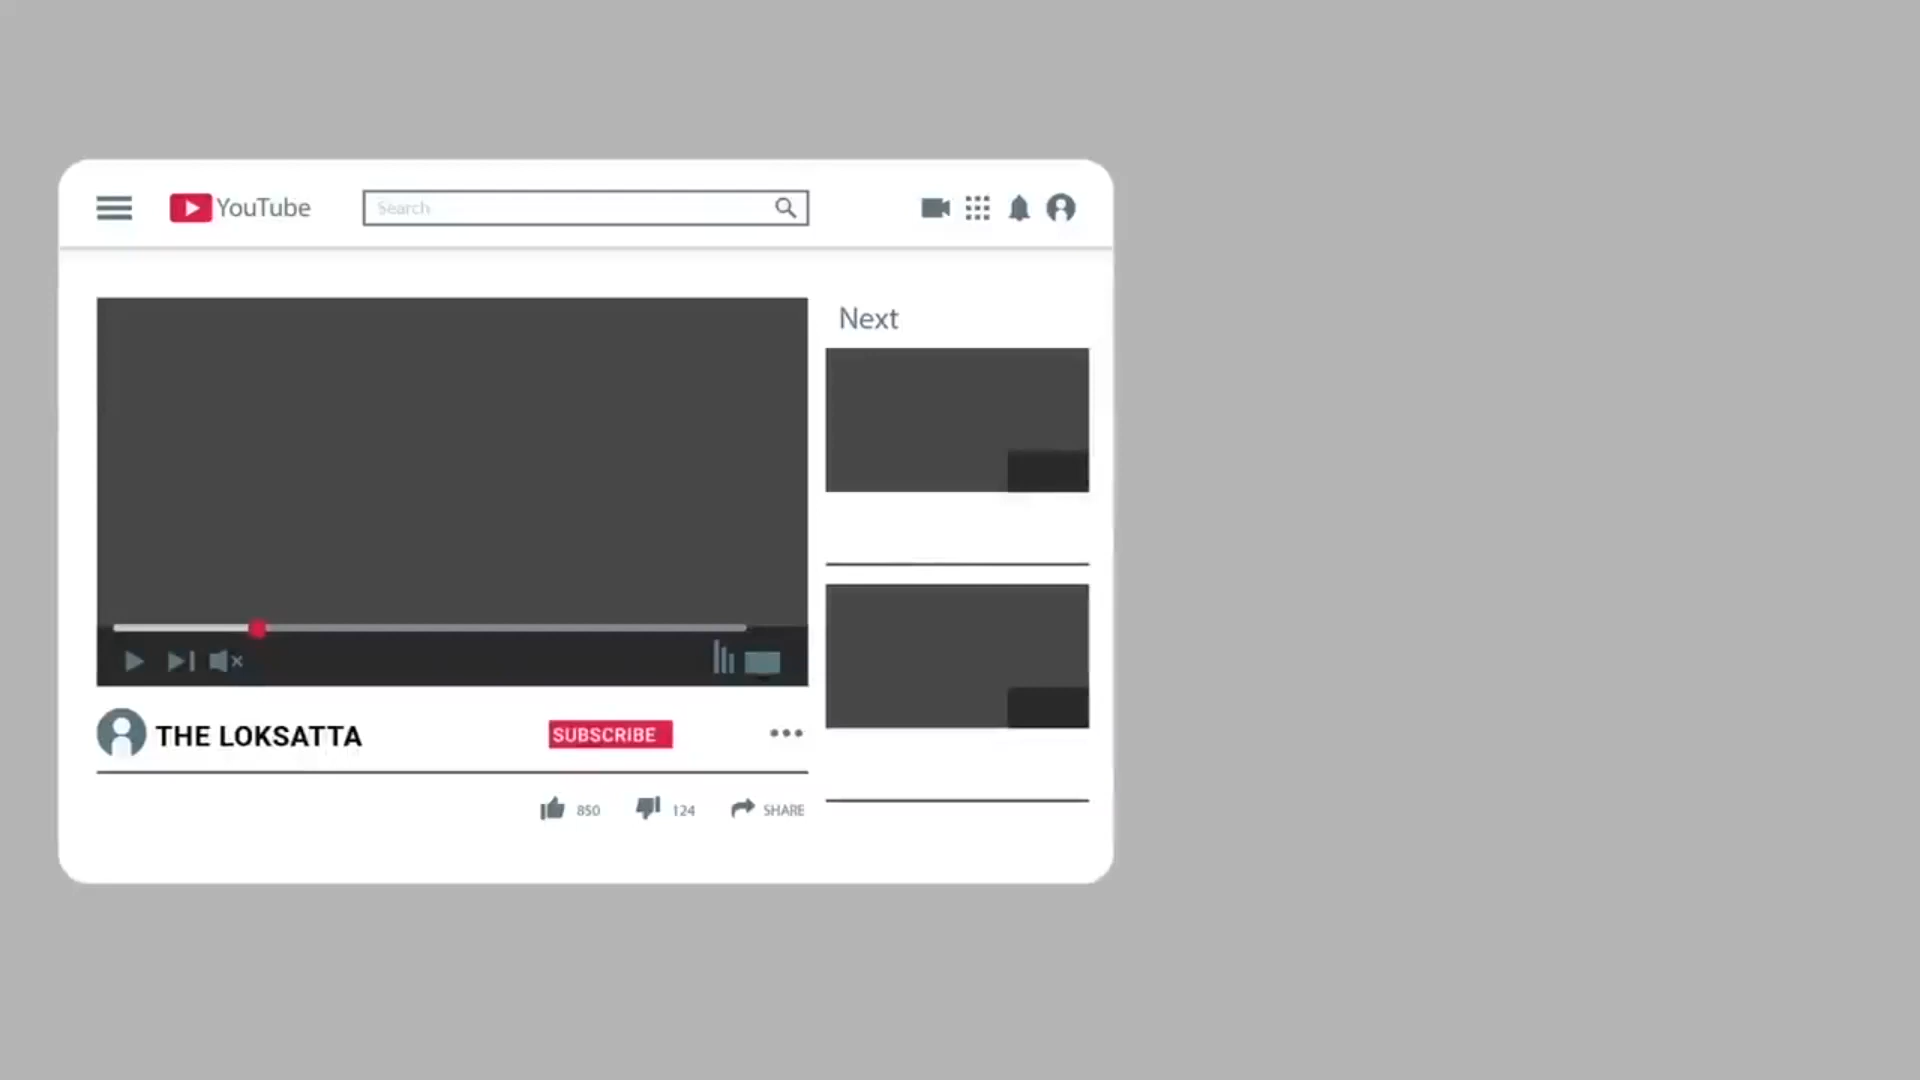 YouTube
Search
Next
THE LOKSATTA
SUBSCRIBE
850
124
SHARE